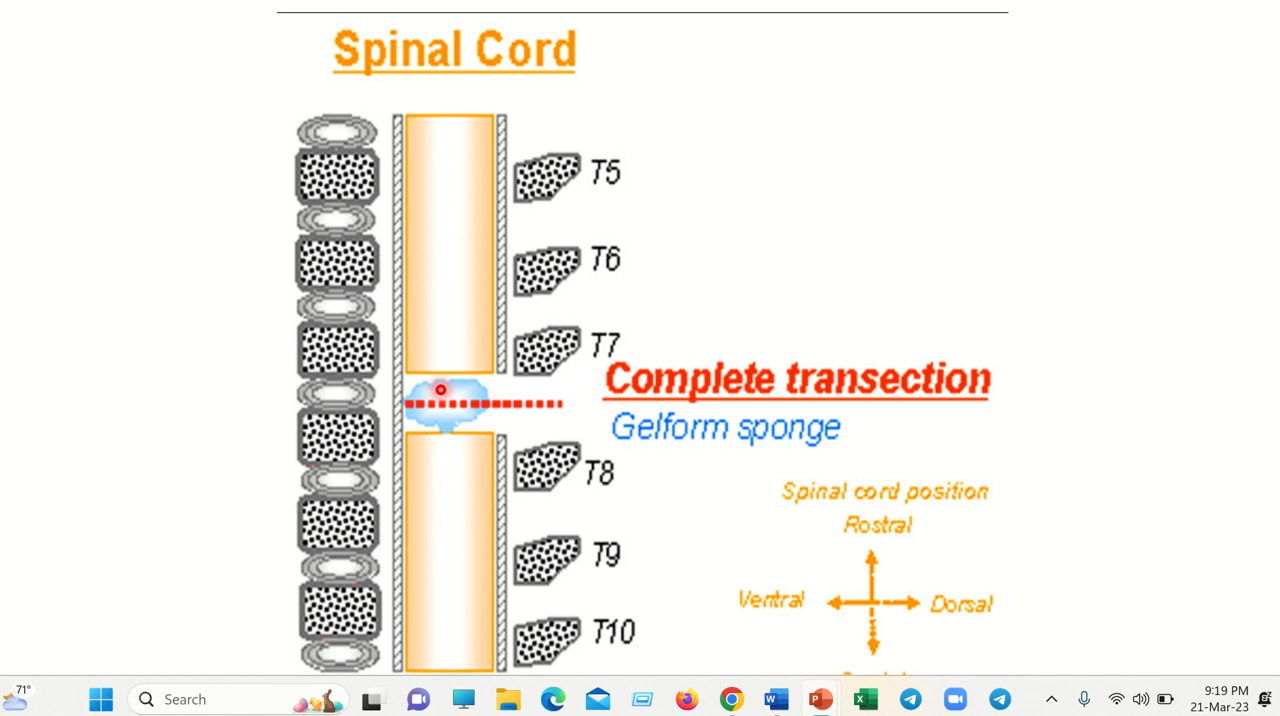 Spinal Cord
T5
T6
T7
Complete transection
Gelform sponge
T8
Spinal cord position
Rostral
T9
Ventral
Dorsal
T10
71°
Search
9:19 PM
21-Mar-23